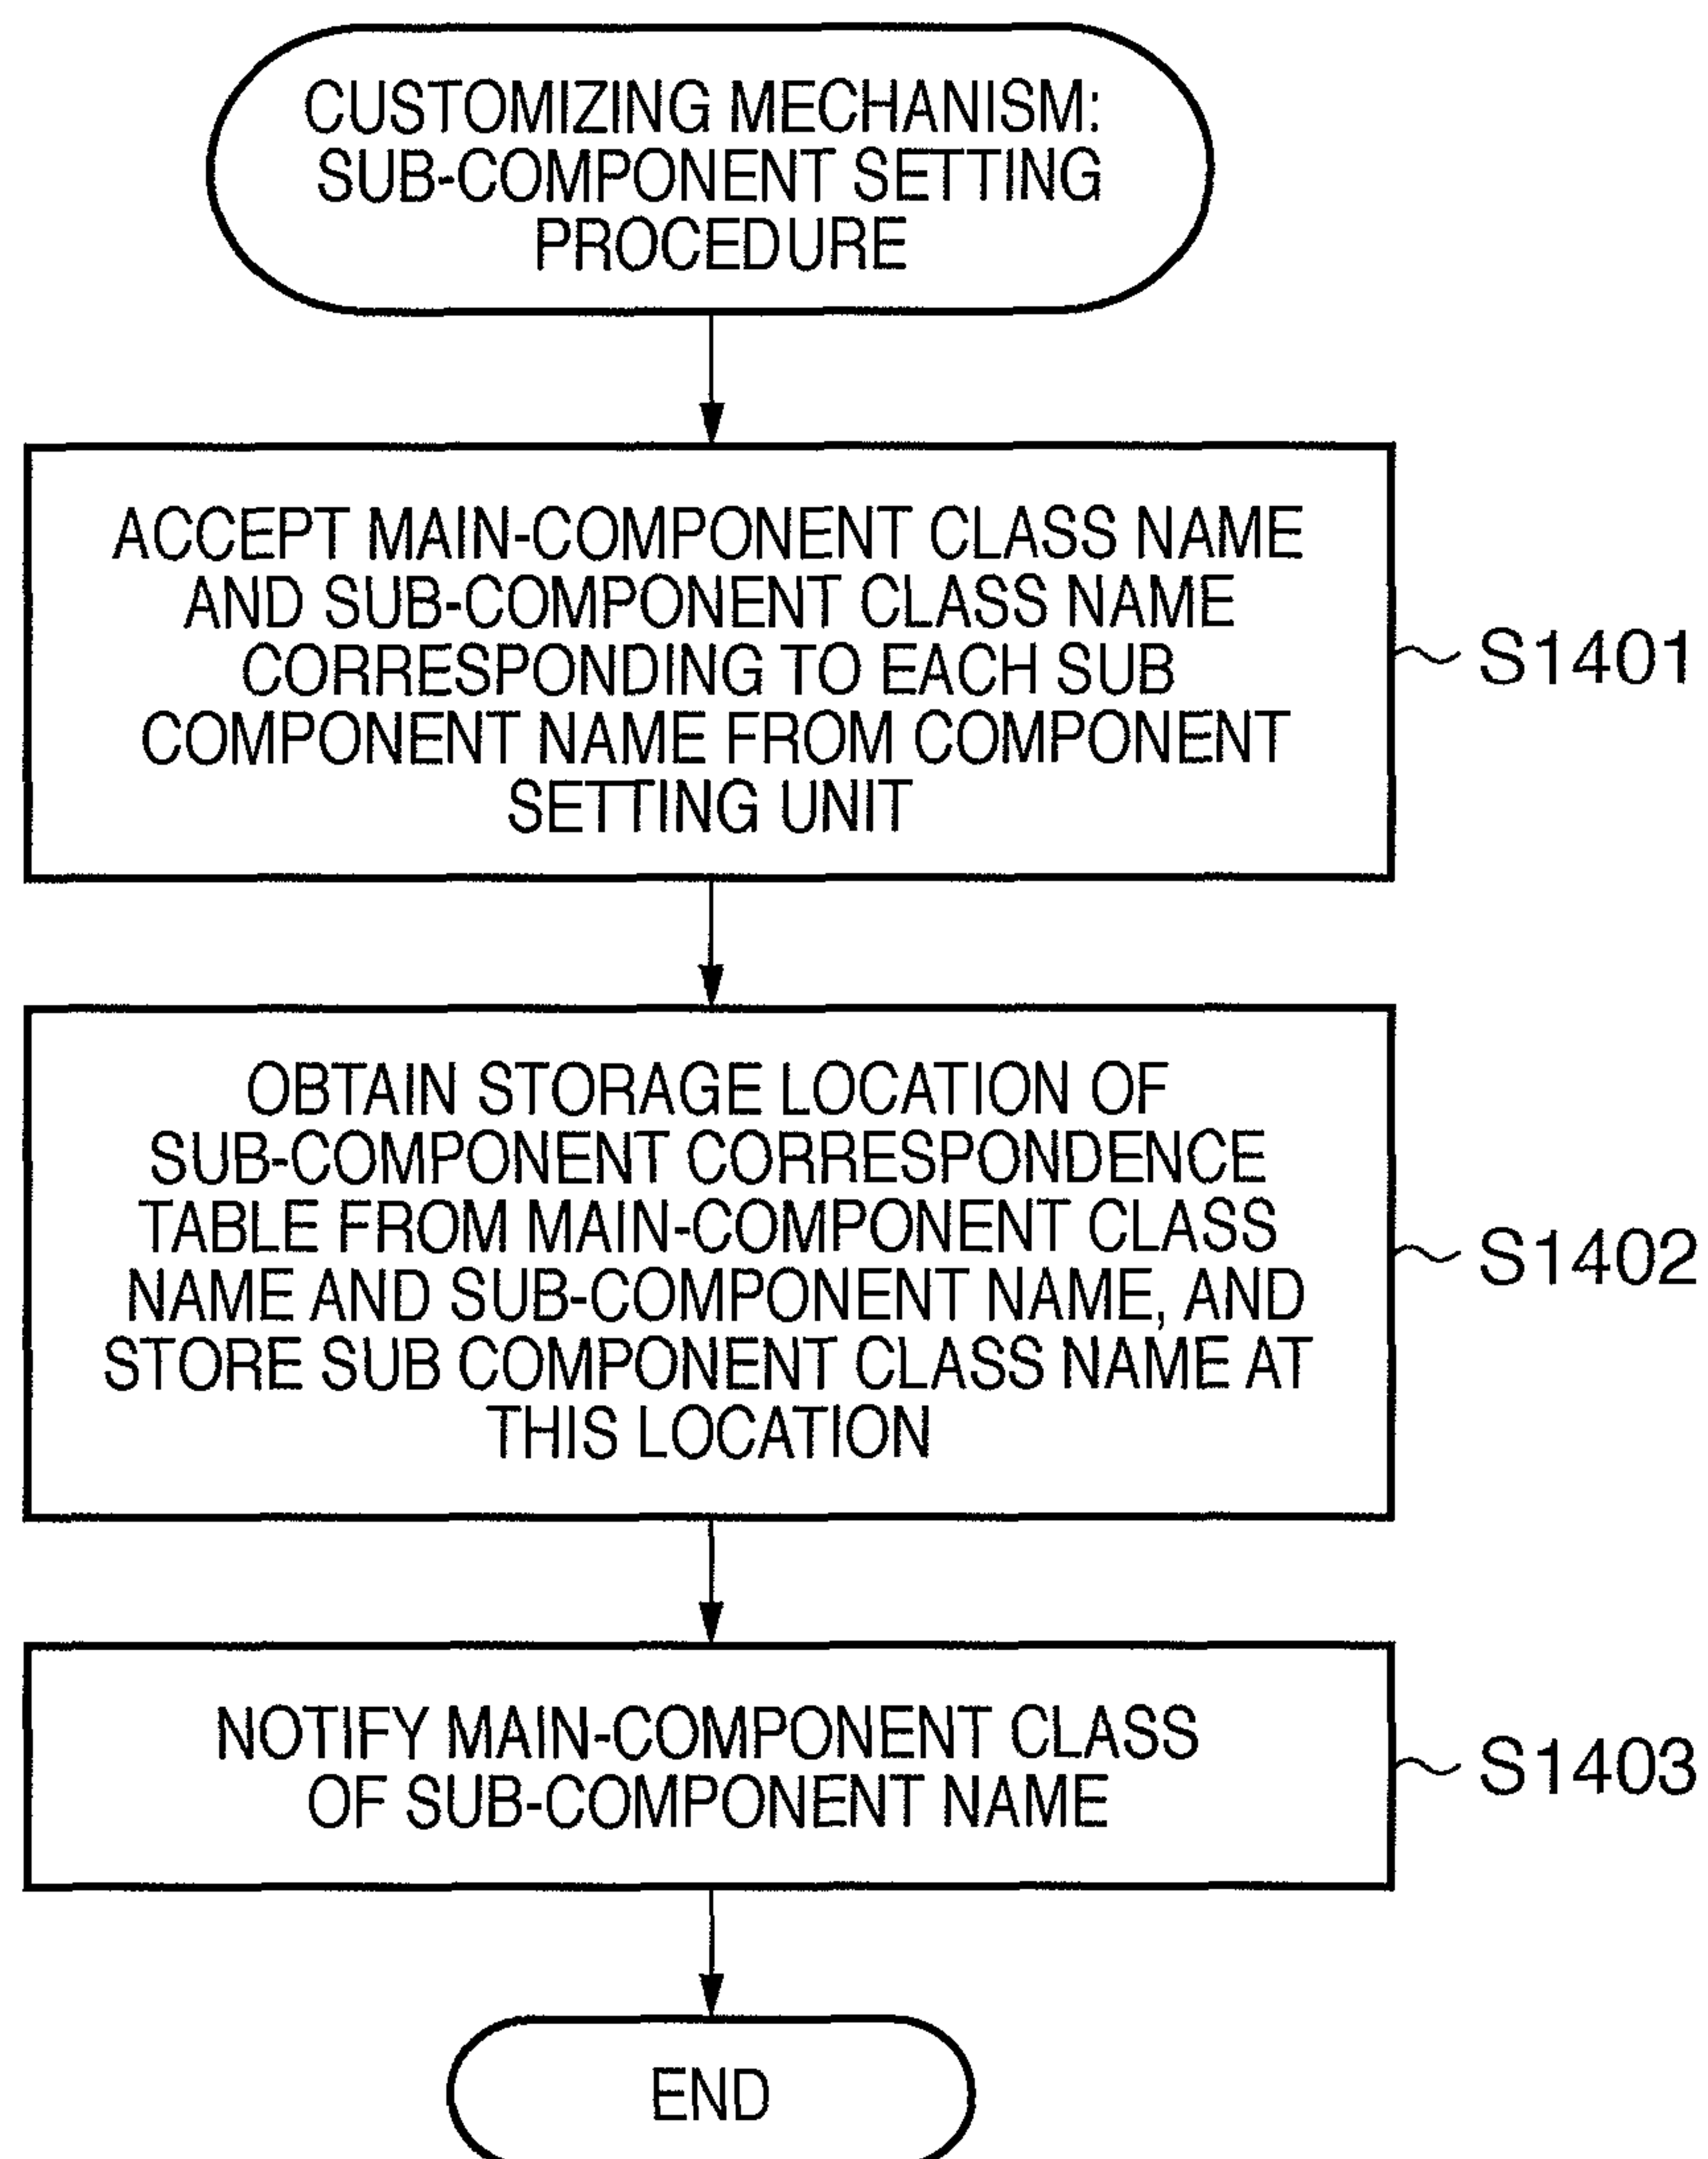 CUSTOMIZING MECHANISM:
SUB-COMPONENT SETTING
PROCEDURE
ACCEPT MAIN-COMPONENT CLASS NAME
AND SUB-COMPONENT CLASS NAME
CORRESPONDING TO EACH SUB
COMPONENT NAME FROM COMPONENT
SETTING UNIT
S1401
OBTAIN STORAGE LOCATION OF
SUB-COMPONENT CORRESPONDENCE
TABLE FROM MAIN-COMPONENT CLASS
NAME AND SUB-COMPONENT NAME, AND
STORE SUB COMPONENT CLASS NAME AT
THIS LOCATION
S1402
NOTIFY MAIN-COMPONENT CLASS
OF SUB-COMPONENT NAME
S1403
END